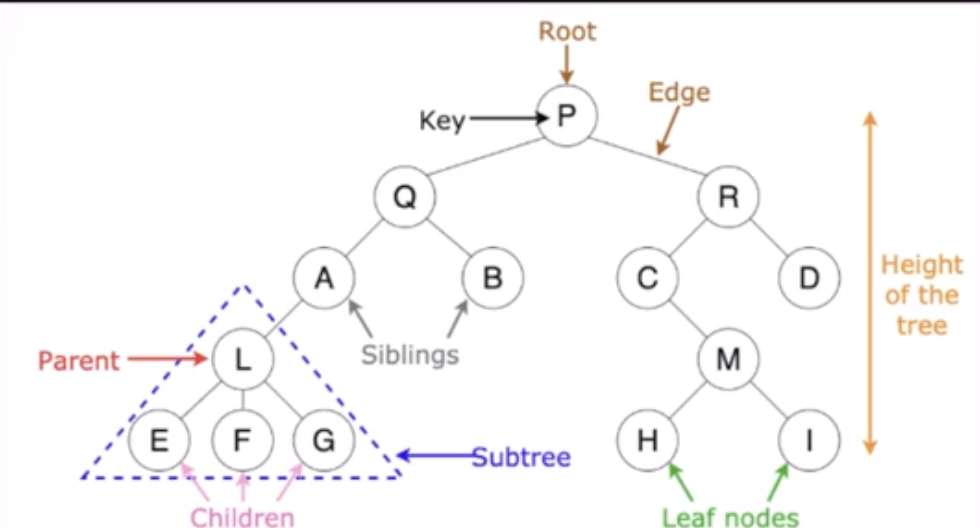 Root
Edge
Key
P
Q
R
A
B
C
D
Height
of the
tree
Siblings
Parent
L
M
E
F
G
H
I
Subtree
Children
Leaf nodes